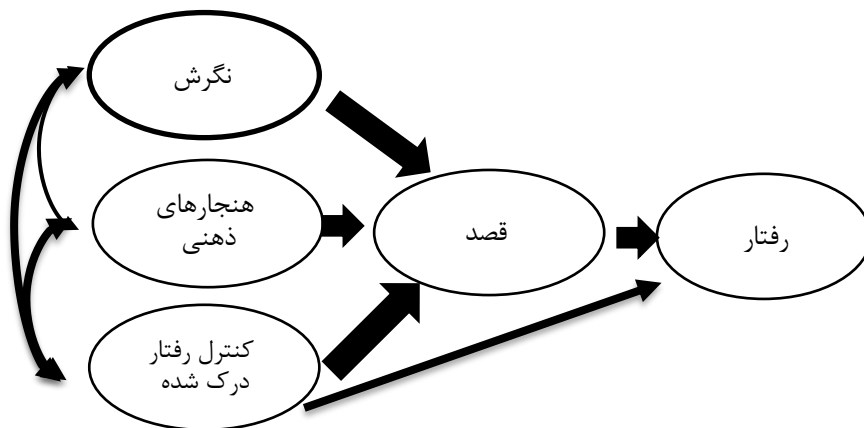 نگرش
هنجارهای
ذهنی
کنترل رفتار
درک شده
قصد
رفتار